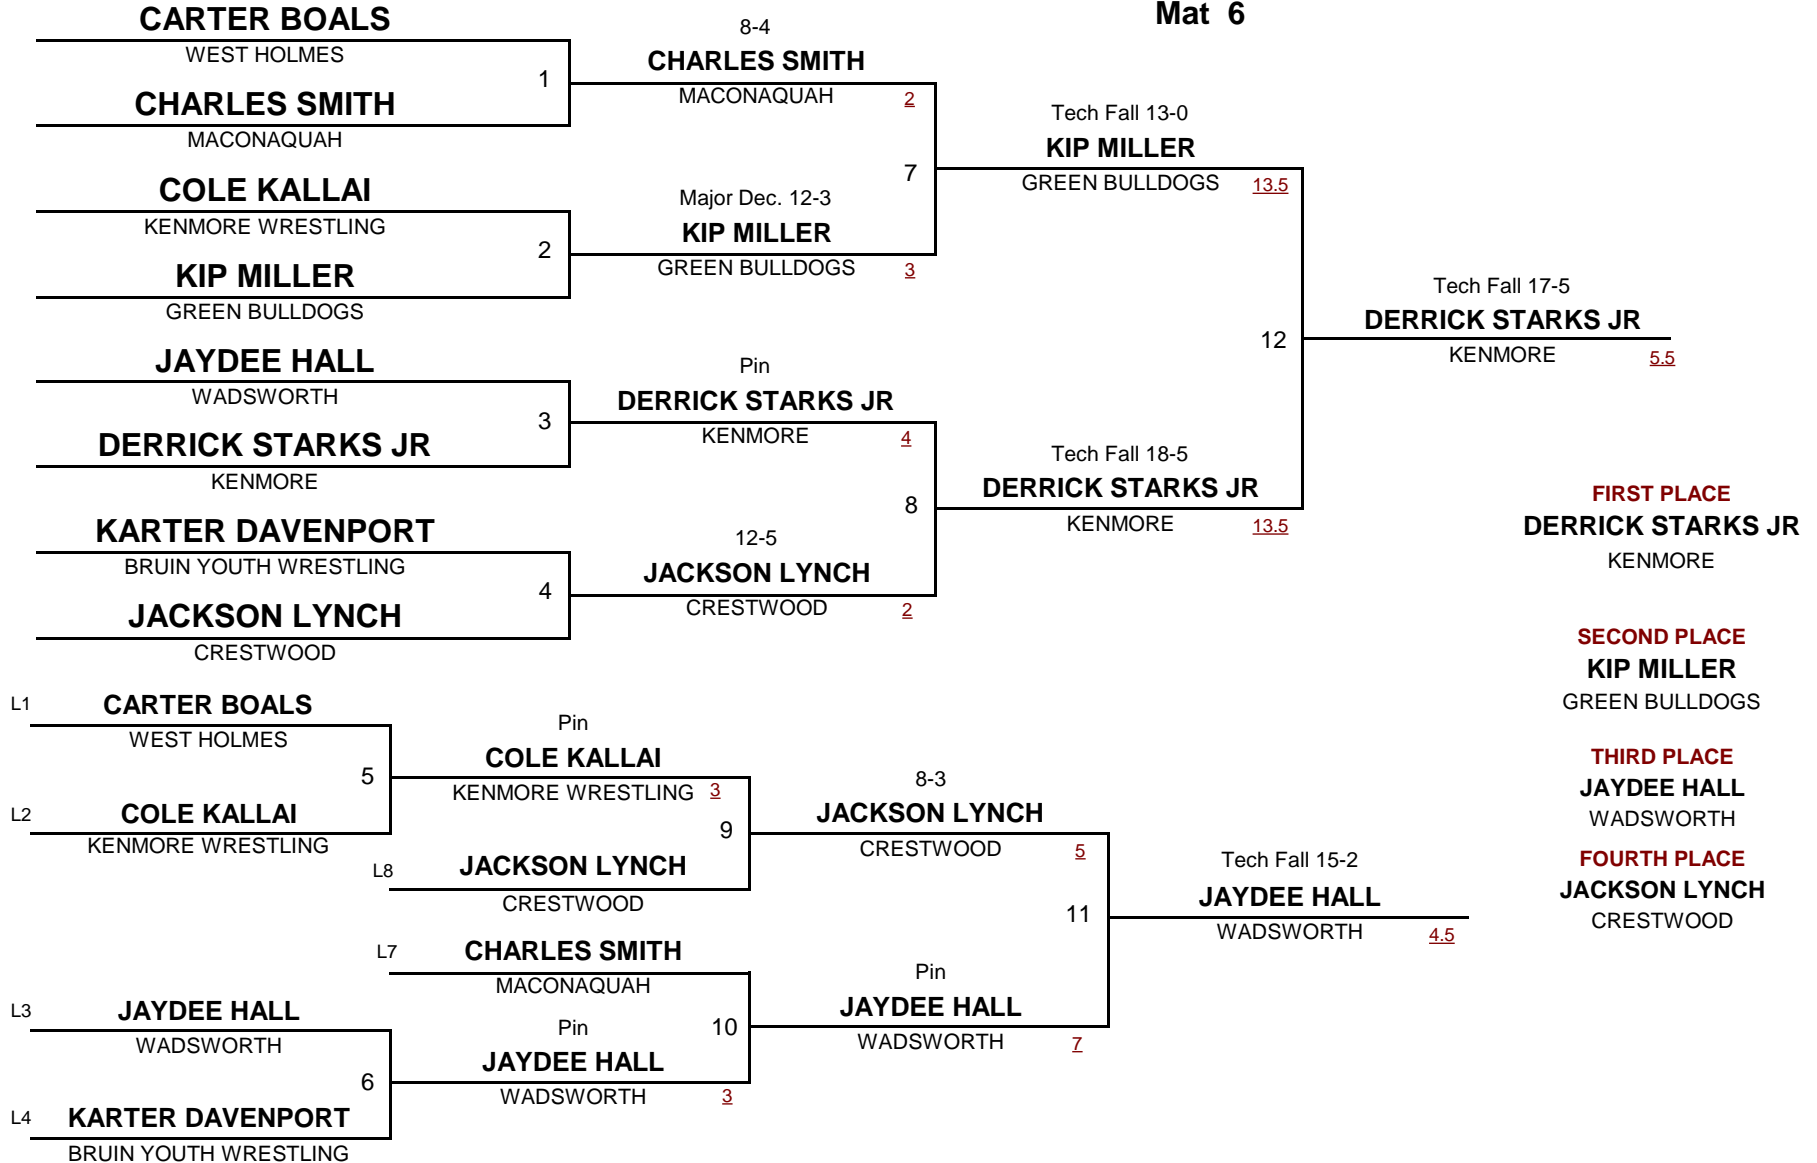 Mat 6
CARTER BOALS
WEST HOLMES
1
CHARLES SMITH
MACONAQUAH
COLE KALLAI
KENMORE WRESTLING
2
KIP MILLER
GREEN BULLDOGS
JAYDEE HALL
WADSWORTH
3
DERRICK STARKS JR
KENMORE
KARTER DAVENPORT
BRUIN YOUTH WRESTLING
4
JACKSON LYNCH
CRESTWOOD
8-4
CHARLES SMITH
MACONAQUAH 2
7
Major Dec. 12-3
KIP MILLER
GREEN BULLDOGS 3
Pin
DERRICK STARKS JR
KENMORE 4
8
12-5
JACKSON LYNCH
CRESTWOOD 2
Tech Fall 13-0
KIP MILLER
GREEN BULLDOGS 13.5
12
Tech Fall 18-5
DERRICK STARKS JR
KENMORE 13.5
Tech Fall 17-5
DERRICK STARKS JR
KENMORE 5.5
FIRST PLACE
DERRICK STARKS JR
KENMORE
SECOND PLACE
KIP MILLER
GREEN BULLDOGS
THIRD PLACE
JAYDEE HALL
WADSWORTH
FOURTH PLACE
JACKSON LYNCH
CRESTWOOD
L1 CARTER BOALS
WEST HOLMES
5
L2 COLE KALLAI
KENMORE WRESTLING
Pin
COLE KALLAI
KENMORE WRESTLING 3
9
L8 JACKSON LYNCH
CRESTWOOD
L7 CHARLES SMITH
MACONAQUAH
10
L3 JAYDEE HALL
WADSWORTH
6
L4 KARTER DAVENPORT
BRUIN YOUTH WRESTLING
Pin
JAYDEE HALL
WADSWORTH 3
8-3
JACKSON LYNCH
CRESTWOOD 5
11
Pin
JAYDEE HALL
WADSWORTH 7
Tech Fall 15-2
JAYDEE HALL
WADSWORTH 4.5